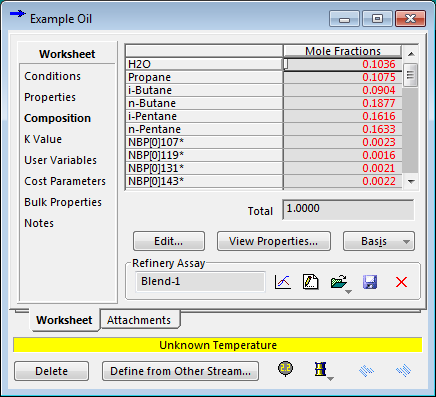 Example Oil
Worksheet
Conditions
Properties
Composition
K Value
User Variables
Cost Parameters
Bulk Properties
Notes
Mole Fractions
H2O 0.1036
Propane 0.1075
i-Butane 0.0904
n-Butane 0.1877
i-Pentane 0.1616
n-Pentane 0.1633
NBP[0]107* 0.0023
NBP[0]119* 0.0016
NBP[0]131* 0.0021
NBP[0]143* 0.0022
Total 1.0000
Edit... View Properties... Basis
Refinery Assay
Blend-1
Worksheet Attachments
Unknown Temperature
Delete Define from Other Stream...